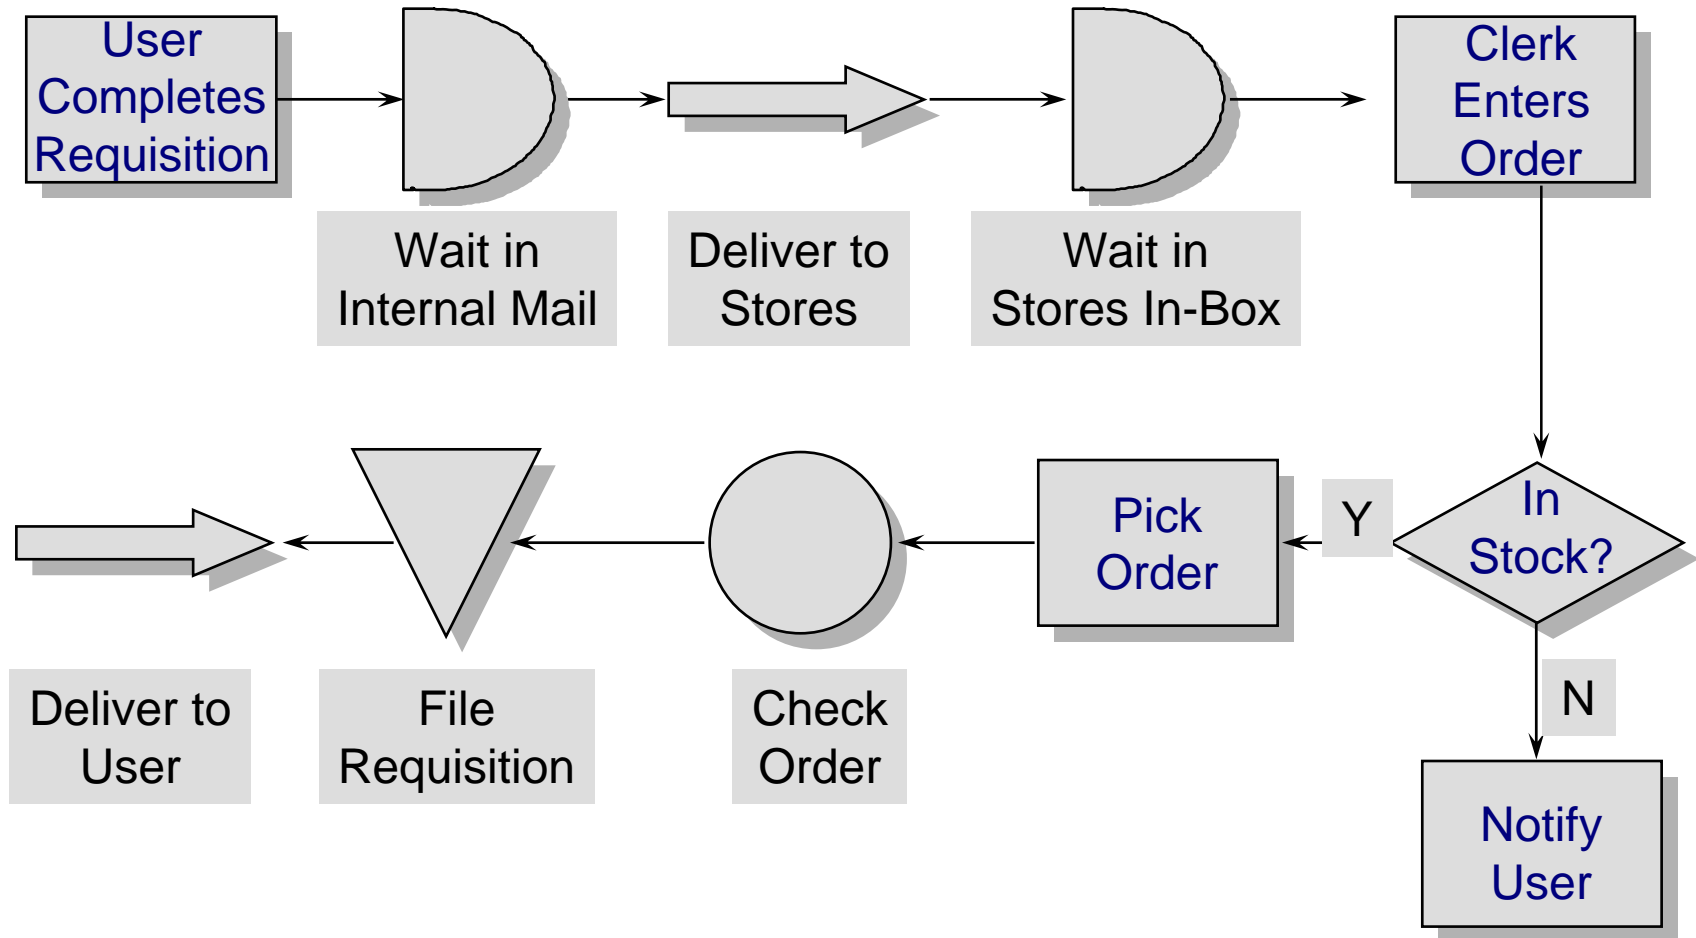 User
Completes
Requisition
Clerk
Enters
Order
Wait in
Internal Mail
Deliver to
Stores
Wait in
Stores In-Box
In
Stock?
Y
Pick
Order
N
Deliver to
User
File
Requisition
Check
Order
Notify
User